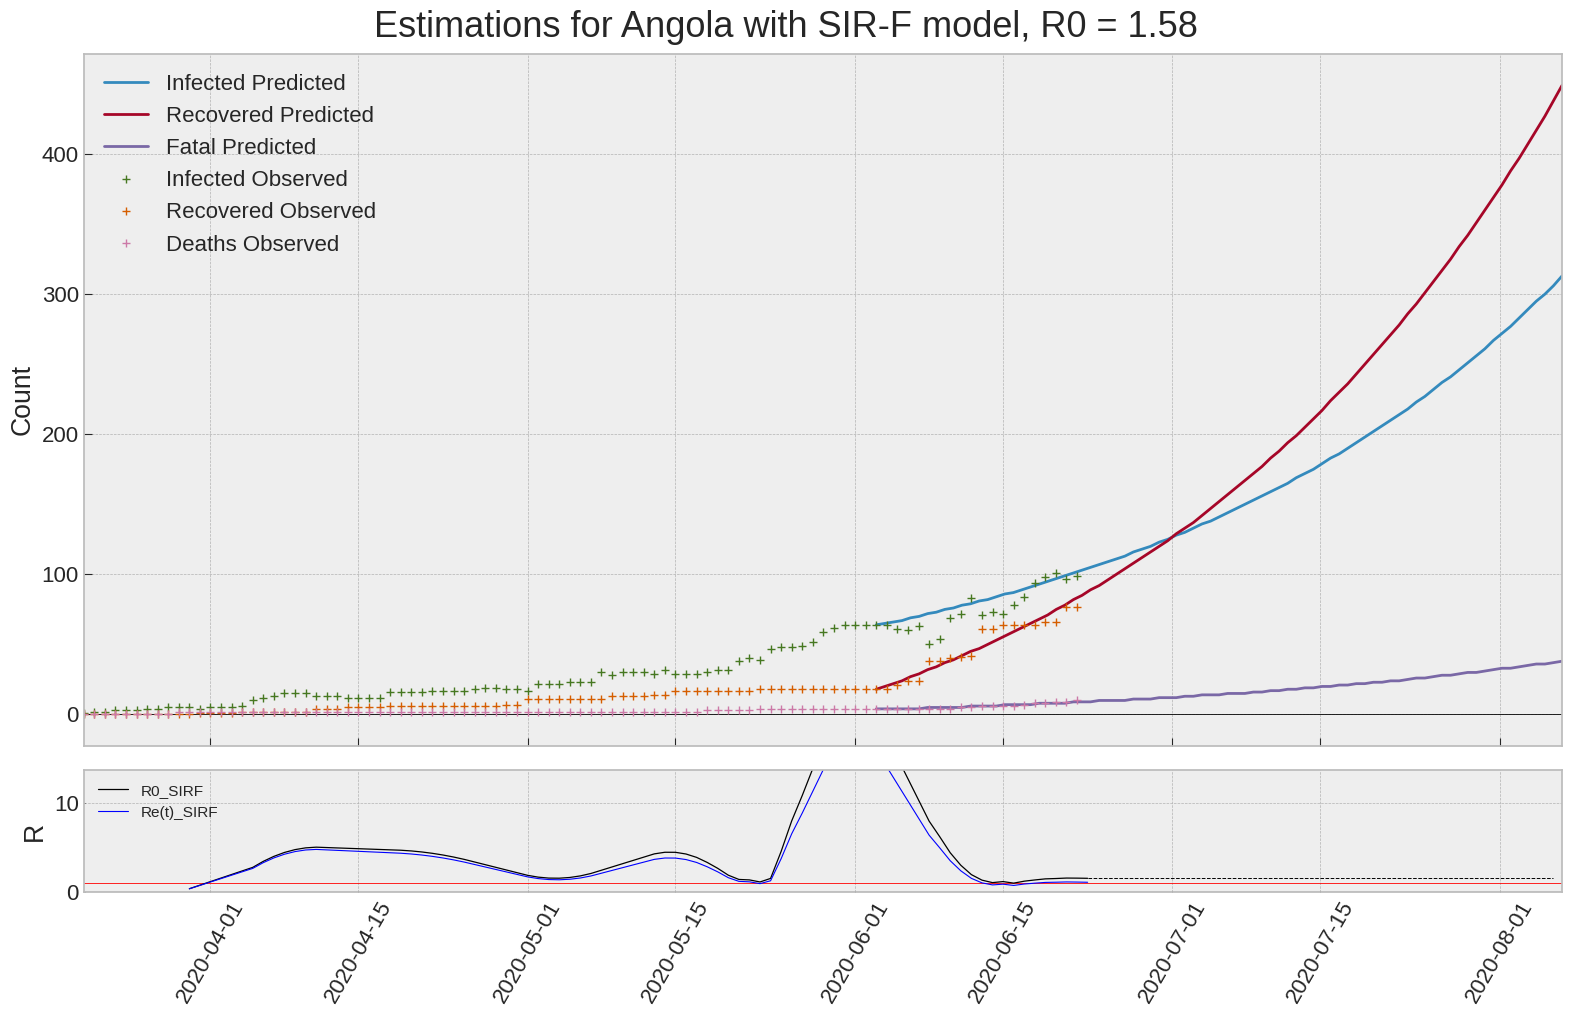 Estimations for Angola with SIR-F model, R0 = 1.58
Infected Predicted
Recovered Predicted
Fatal Predicted
Infected Observed
Recovered Observed
Deaths Observed
400
300
200
100
0
Count
R0_SIRF
Re(t)_SIRF
10
0
R
2020-04-01
2020-04-15
2020-05-01
2020-05-15
2020-06-01
2020-06-15
2020-07-01
2020-07-15
2020-08-01